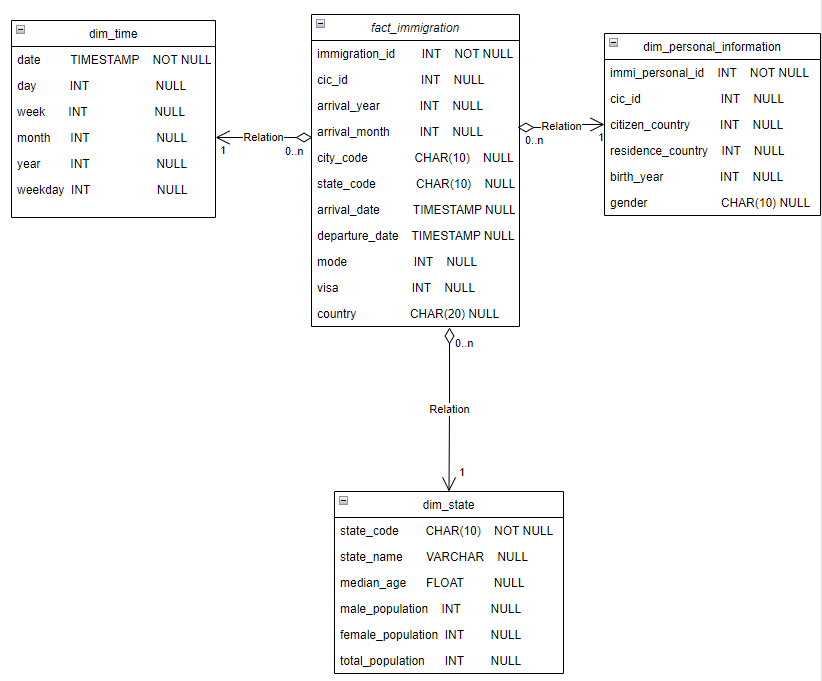 dim_time
date TIMESTAMP NOT NULL
day INT NULL
week INT NULL
month INT NULL
year INT NULL
weekday INT NULL
1
Relation
0..n
fact_immigration
immigration_id INT NOT NULL
cic_id INT NULL
arrival_year INT NULL
arrival_month INT NULL
city_code CHAR(10) NULL
state_code CHAR(10) NULL
arrival_date TIMESTAMP NULL
departure_date TIMESTAMP NULL
mode INT NULL
visa INT NULL
country CHAR(20) NULL
0..n
Relation
1
dim_personal_information
immi_personal_id INT NOT NULL
cic_id INT NULL
citizen_country INT NULL
residence_country INT NULL
birth_year INT NULL
gender CHAR(10) NULL
0..n
Relation
1
dim_state
state_code CHAR(10) NOT NULL
state_name VARCHAR NULL
median_age FLOAT NULL
male_population INT NULL
female_population INT NULL
total_population INT NULL